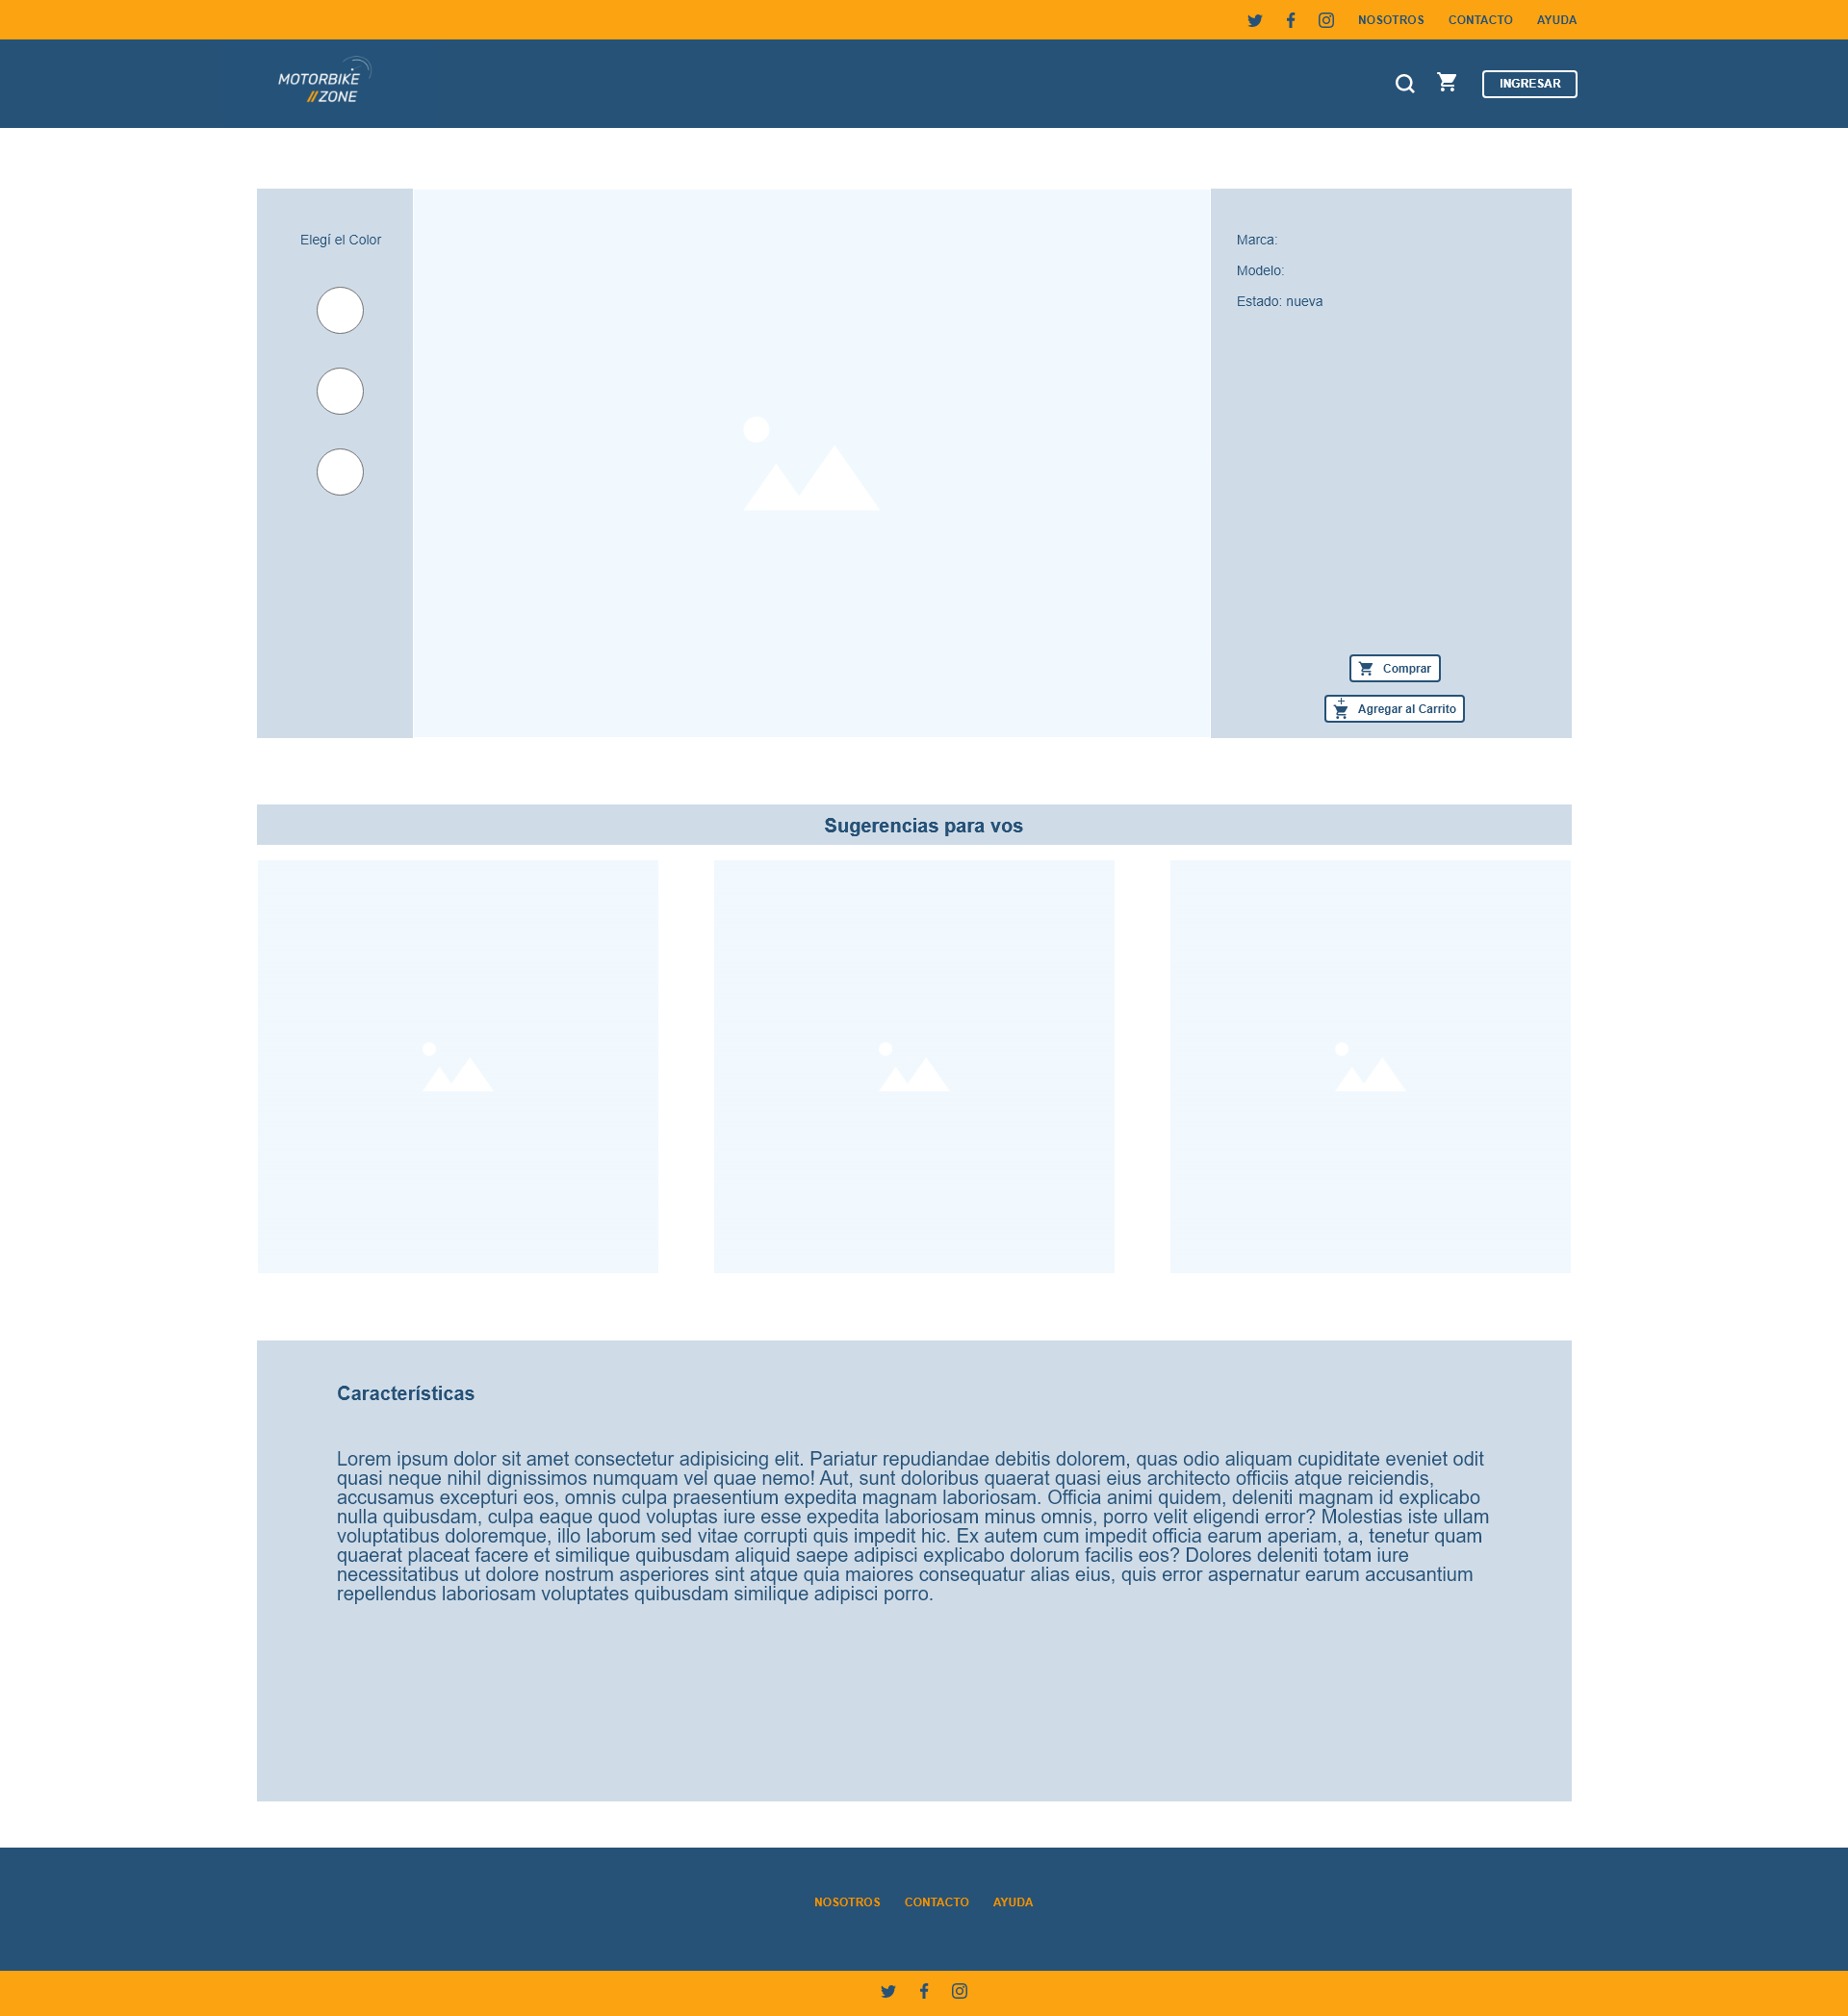 NOSOTROS CONTACTO AYUDA
MOTORBIKE
//ZONE
INGRESAR
Elegí el Color
Marca:
Modelo:
Estado: nueva
Comprar
Agregar al Carrito
Sugerencias para vos
Características
Lorem ipsum dolor sit amet consectetur adipisicing elit. Pariatur repudiandae debitis dolorem, quas odio aliquam cupiditate eveniet odit
quasi neque nihil dignissimos numquam vel quae nemo! Aut, sunt doloribus quaerat quasi eius architecto officiis atque reiciendis,
accusamus excepturi eos, omnis culpa praesentium expedita magnam laboriosam. Officia animi quidem, deleniti magnam id explicabo
nulla quibusdam, culpa eaque quod voluptas iure esse expedita laboriosam minus omnis, porro velit eligendi error? Molestias iste ullam
voluptatibus doloremque, illo laborum sed vitae corrupti quis impedit hic. Ex autem cum impedit officia earum aperiam, a, tenetur quam
quaerat placeat facere et similique quibusdam aliquid saepe adipisci explicabo dolorum facilis eos? Dolores deleniti totam iure
necessitatibus ut dolore nostrum asperiores sint atque quia maiores consequatur alias eius, quis error aspernatur earum accusantium
repellendus laboriosam voluptates quibusdam similique adipisci porro.
NOSOTROS CONTACTO AYUDA